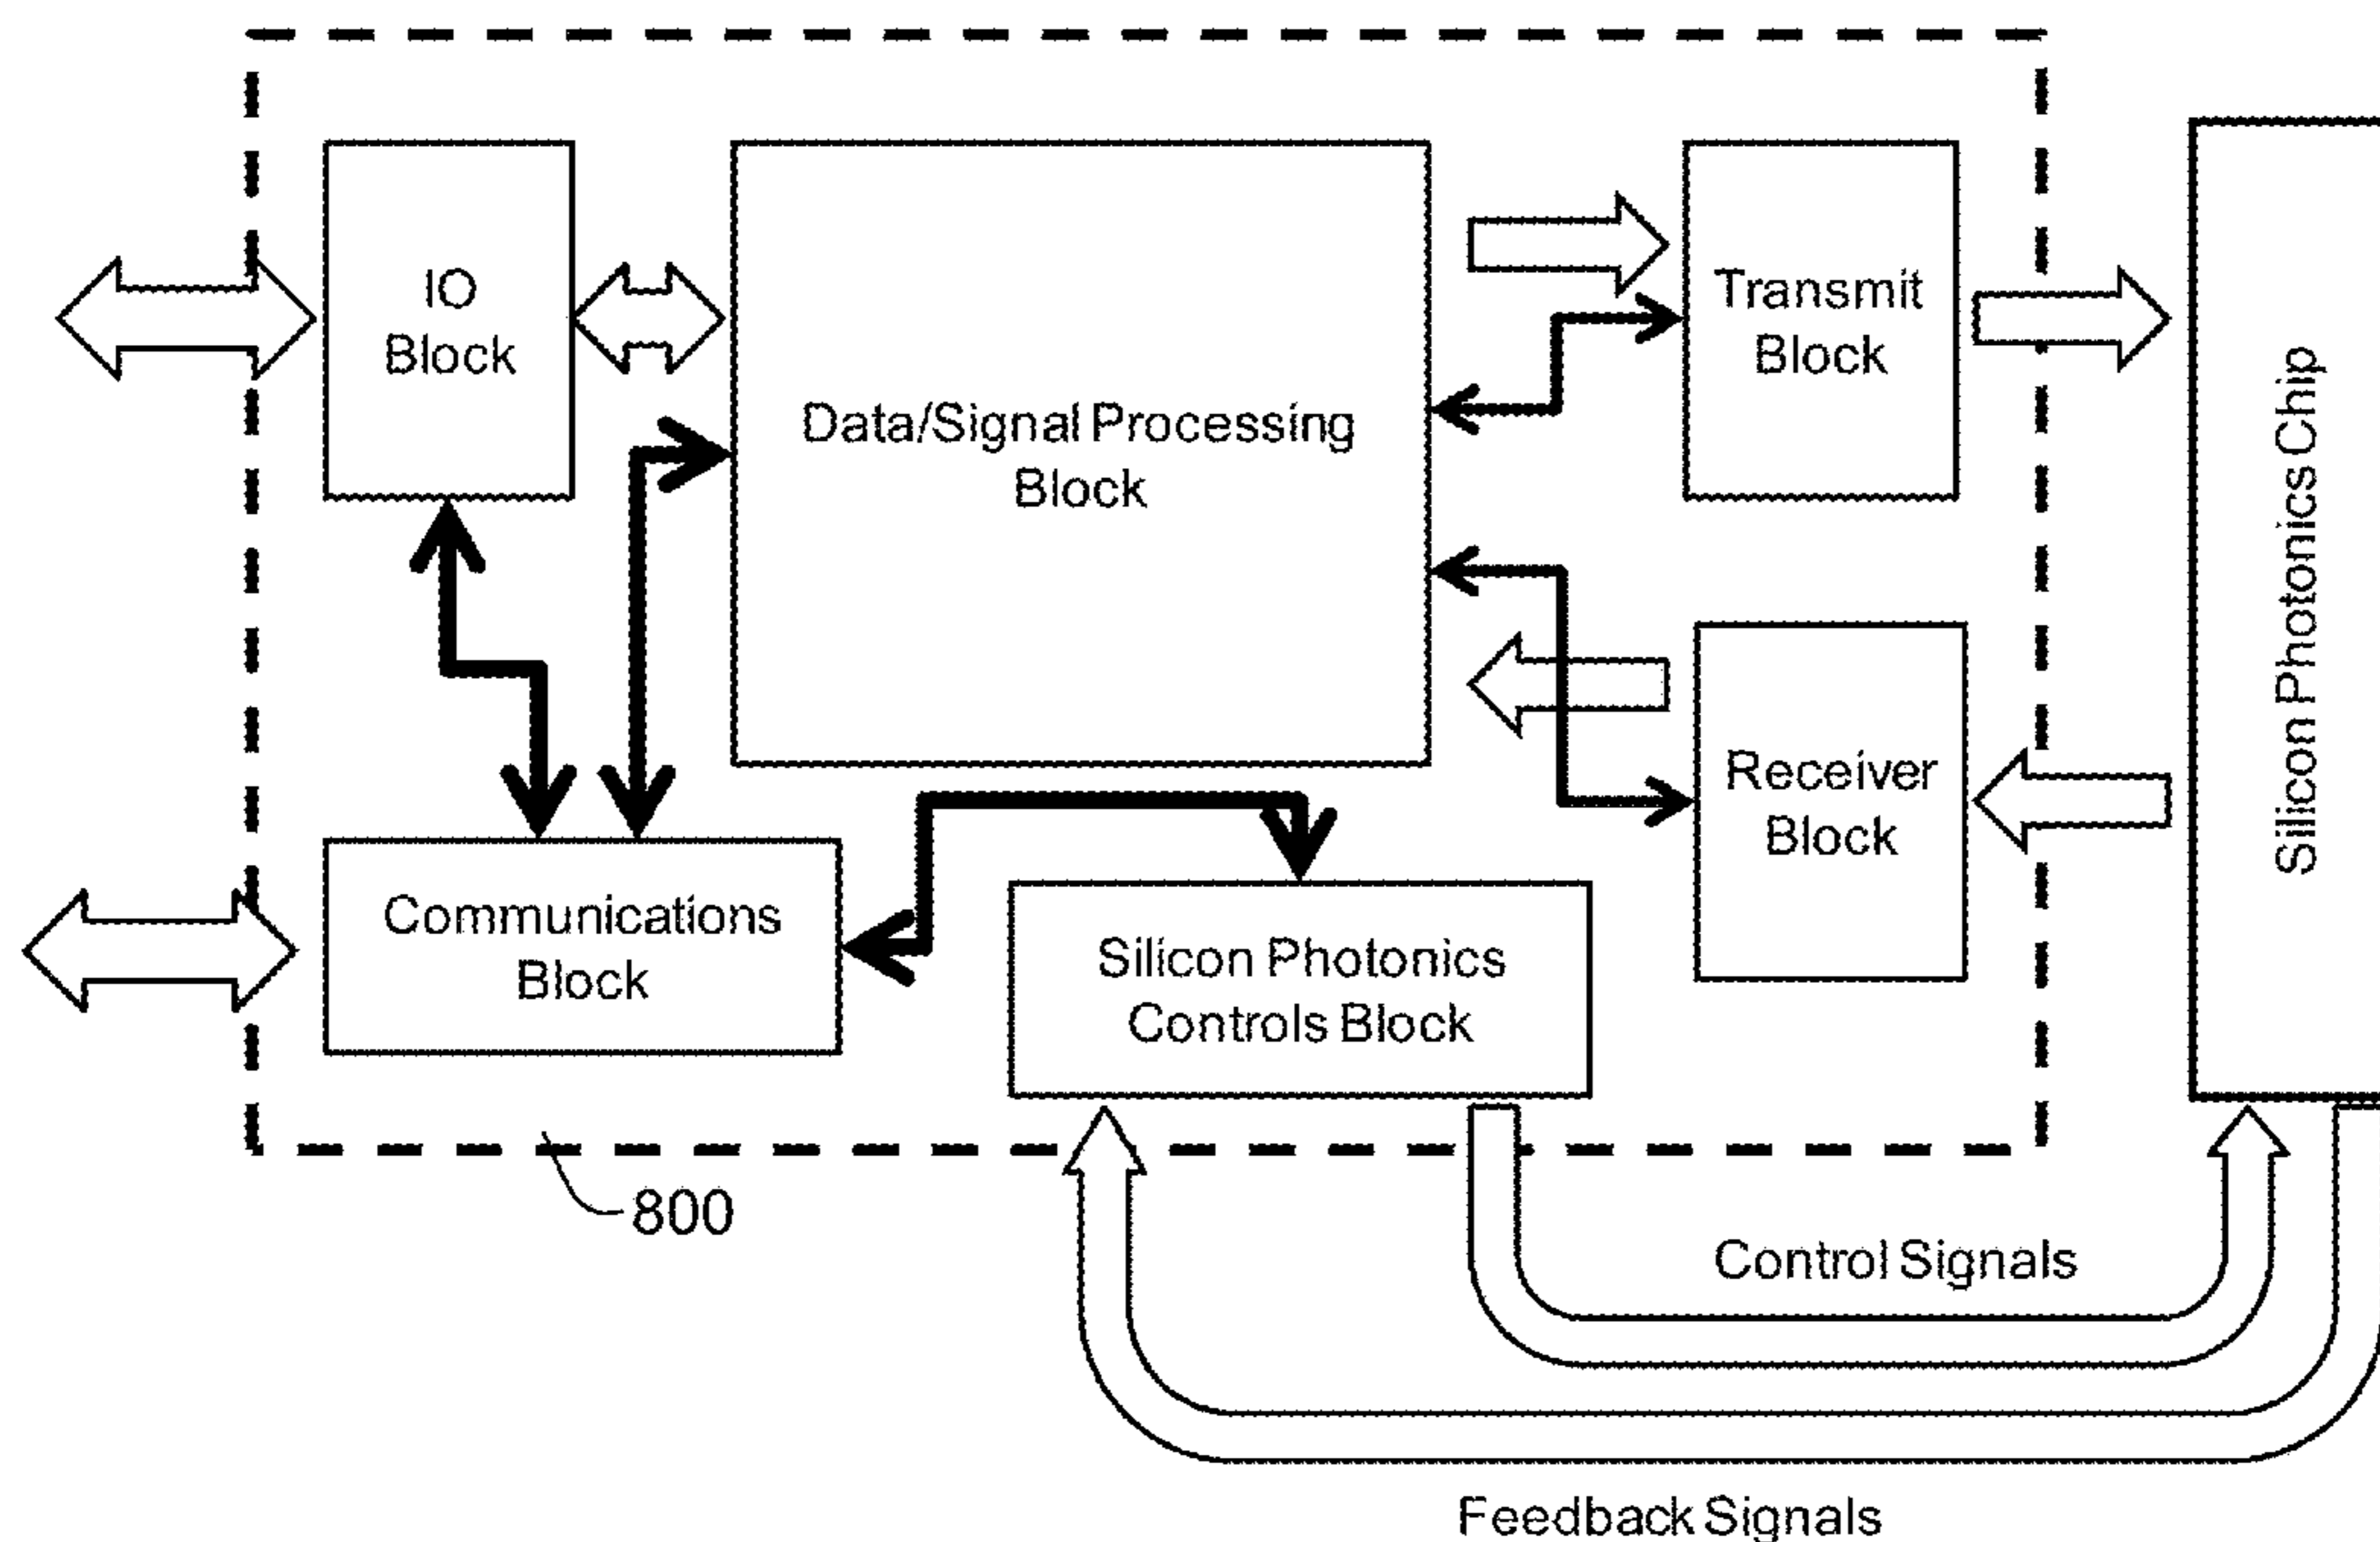 IO
Block
Data/Signal Processing
Block
Transmit
Block
Silicon Photonics Chip
Receiver
Block
Communications
Block
Silicon Photonics
Controls Block
800
Control Signals
Feedback Signals